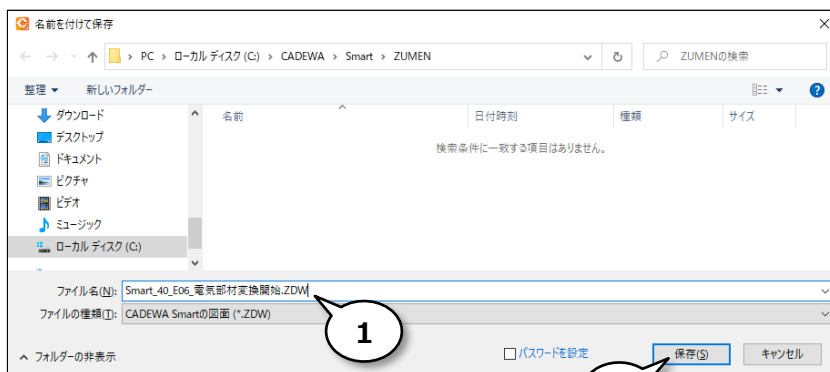 名前を付けて保存
PC › ローカル ディスク (C:) › CADEWA › Smart › ZUMEN
ZUMENの検索
整理 新しいフォルダー
名前 日付時刻 種類 サイズ
検索条件に一致する項目はありません。
ダウンロード
デスクトップ
ドキュメント
ピクチャ
ビデオ
ミュージック
ローカル ディスク (C:)
ファイル名(N): Smart_40_E06_電気部材変換開始.ZDW
ファイルの種類(T): CADEWA Smartの図面 (*.ZDW)
1
フォルダーの非表示
パスワードを設定
保存(S)
キャンセル